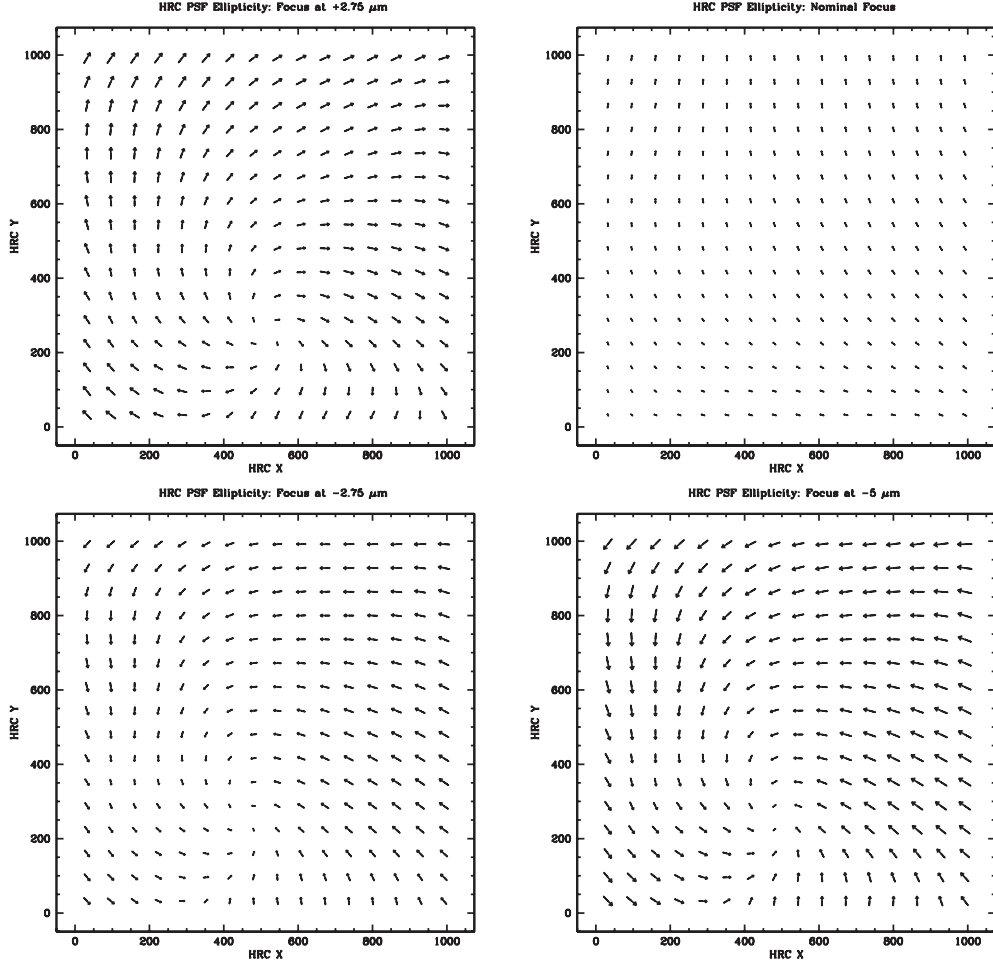 HRC PSF Ellipticity: Focus at +2.75 μm
HRC PSF Ellipticity: Nominal Focus
1000
800
600
400
200
0
HRC Y
0 200 400 600 800 1000
HRC X
1000
800
600
400
200
0
HRC Y
0 200 400 600 800 1000
HRC X
HRC PSF Ellipticity: Focus at −2.75 μm
HRC PSF Ellipticity: Focus at −5 μm
1000
800
600
400
200
0
HRC Y
0 200 400 600 800 1000
HRC X
1000
800
600
400
200
0
HRC Y
0 200 400 600 800 1000
HRC X